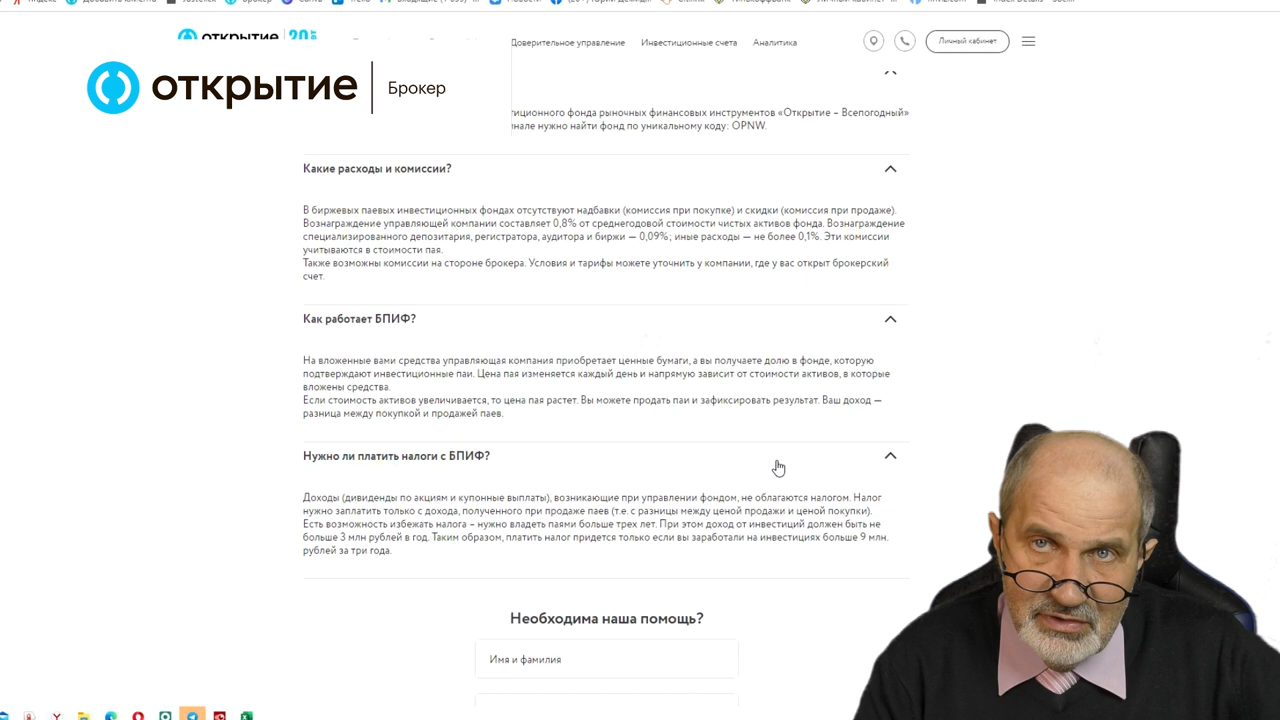 открытие 20
Доверительное управление Инвестиционные счета Аналитика Личный кабинет
открытие Брокер
иционного фонда рыночных финансовых инструментов «Открытие – Всепогодный»
нужно найти фонд по уникальному коду: OPNW.
Какие расходы и комиссии?
В биржевых паевых инвестиционных фондах отсутствуют надбавки (комиссия при покупке) и скидки (комиссия при продаже).
Вознаграждение управляющей компании составляет 0,8% от среднегодовой стоимости чистых активов фонда. Вознаграждение
специализированного депозитария, регистратора, аудитора и биржи — 0,09%; иные расходы — не более 0,1%. Эти комиссии
учитываются в стоимости пая.
Также возможны комиссии на стороне брокера. Условия и тарифы можете уточнить у компании, где у вас открыт брокерский
счет.
Как работает БПИФ?
На вложенные вами средства управляющая компания приобретает ценные бумаги, а вы получаете долю в фонде, которую
подтверждают инвестиционные паи. Цена пая изменяется каждый день и напрямую зависит от стоимости активов, в которые
вложены средства.
Если стоимость активов увеличивается, то цена пая растет. Вы можете продать паи и зафиксировать результат. Ваш доход —
разница между покупкой и продажей паев.
Нужно ли платить налоги с БПИФ?
Доходы (дивиденды по акциям и купонные выплаты), возникающие при управлении фондом, не облагаются налогом. Налог
нужно заплатить только с дохода, полученного при продаже паев (т.е. с разницы между ценой продажи и ценой покупки).
Есть возможность избежать налога – нужно владеть паями больше трех лет. При этом доход от инвестиций должен быть не
больше 3 млн рублей в год. Таким образом, платить налог придется только если вы заработали на инвестициях больше 9 млн.
рублей за три года.
Необходима наша помощь?
Имя и фамилия